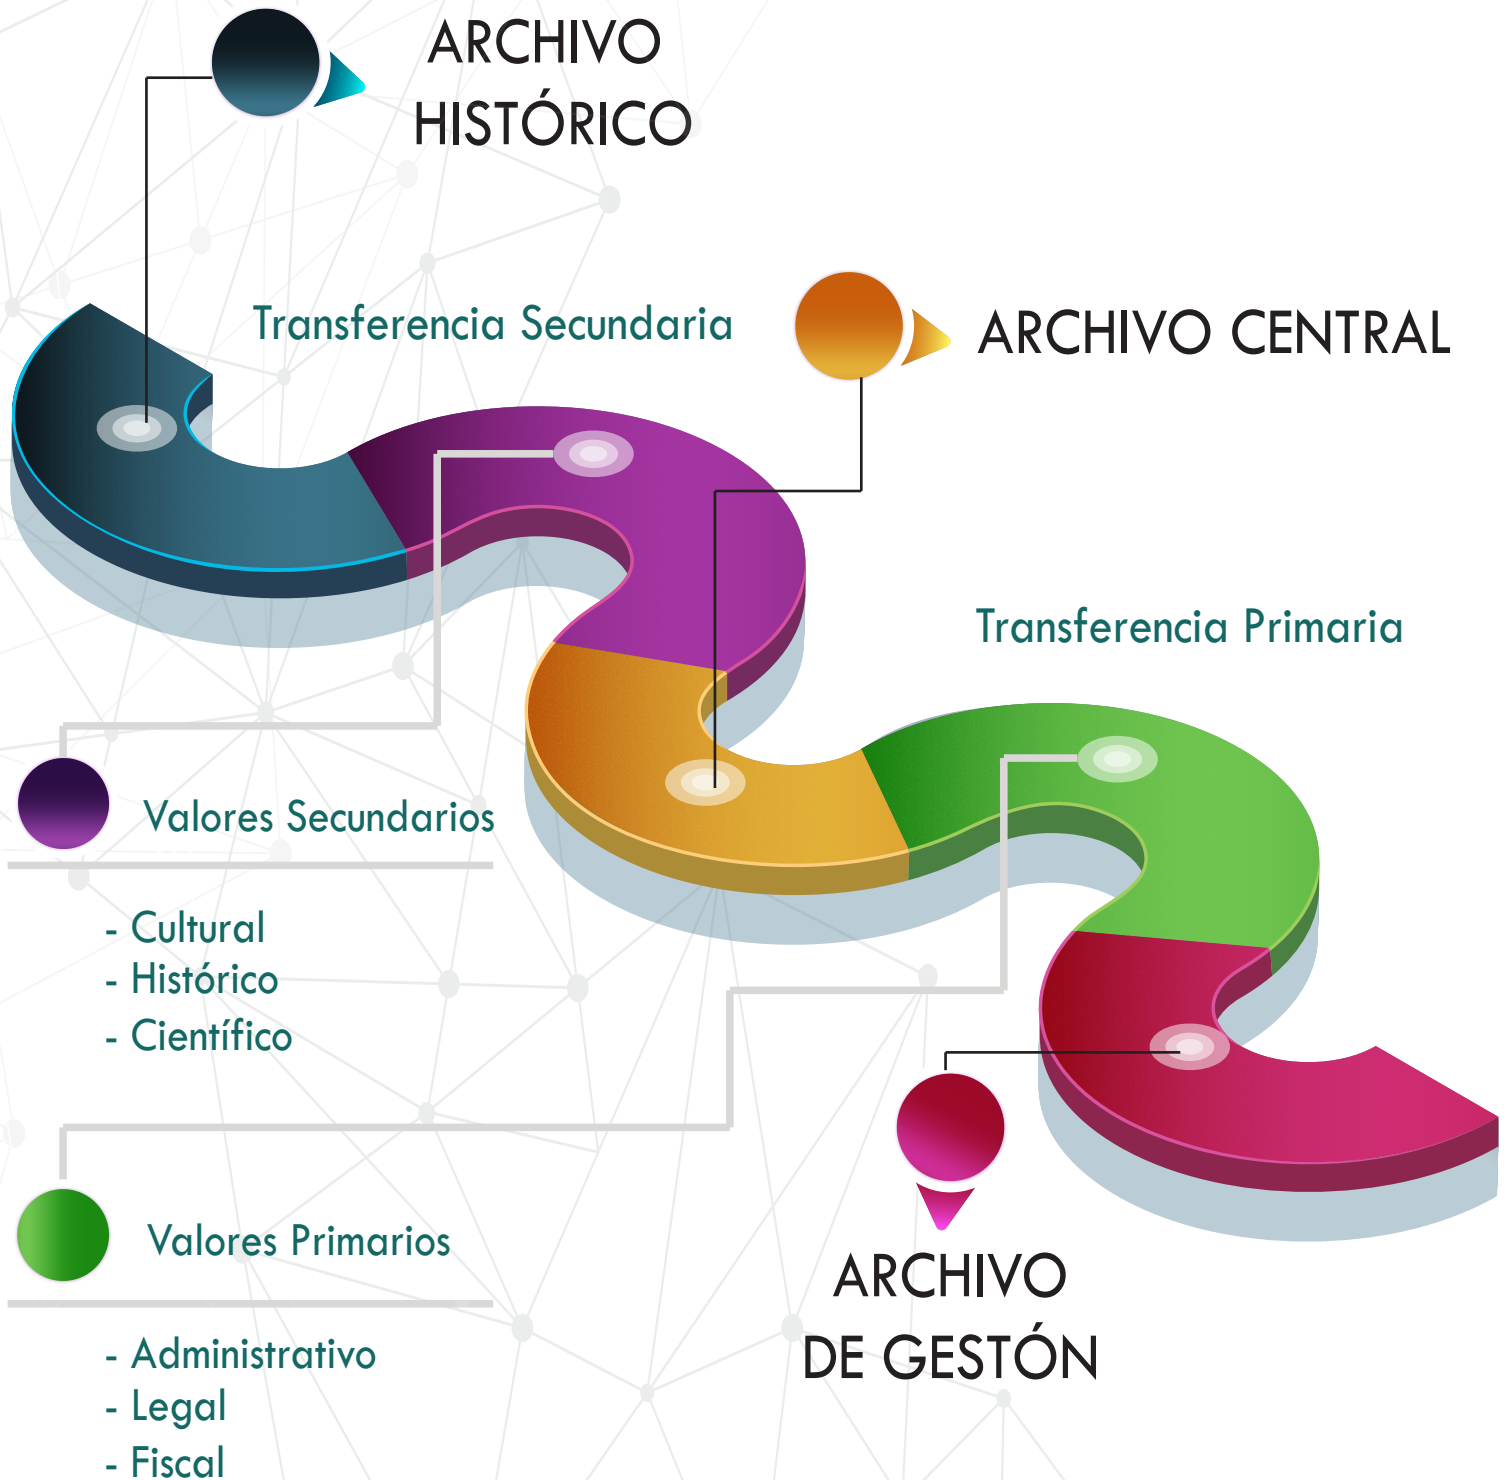 ARCHIVO
HISTÓRICO
Transferencia Secundaria
ARCHIVO CENTRAL
Transferencia Primaria
Valores Secundarios
- Cultural
- Histórico
- Científico
Valores Primarios
- Administrativo
- Legal
- Fiscal
ARCHIVO
DE GESTÓN